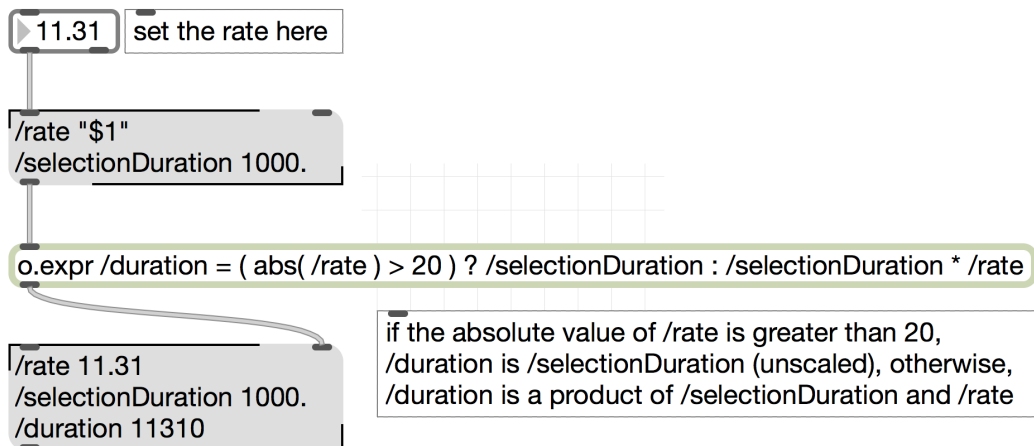 11.31
set the rate here
/rate "$1"
/selectionDuration 1000.
o.expr /duration = ( abs( /rate ) > 20 ) ? /selectionDuration : /selectionDuration * /rate
/rate 11.31
/selectionDuration 1000.
/duration 11310
if the absolute value of /rate is greater than 20,
/duration is /selectionDuration (unscaled), otherwise,
/duration is a product of /selectionDuration and /rate